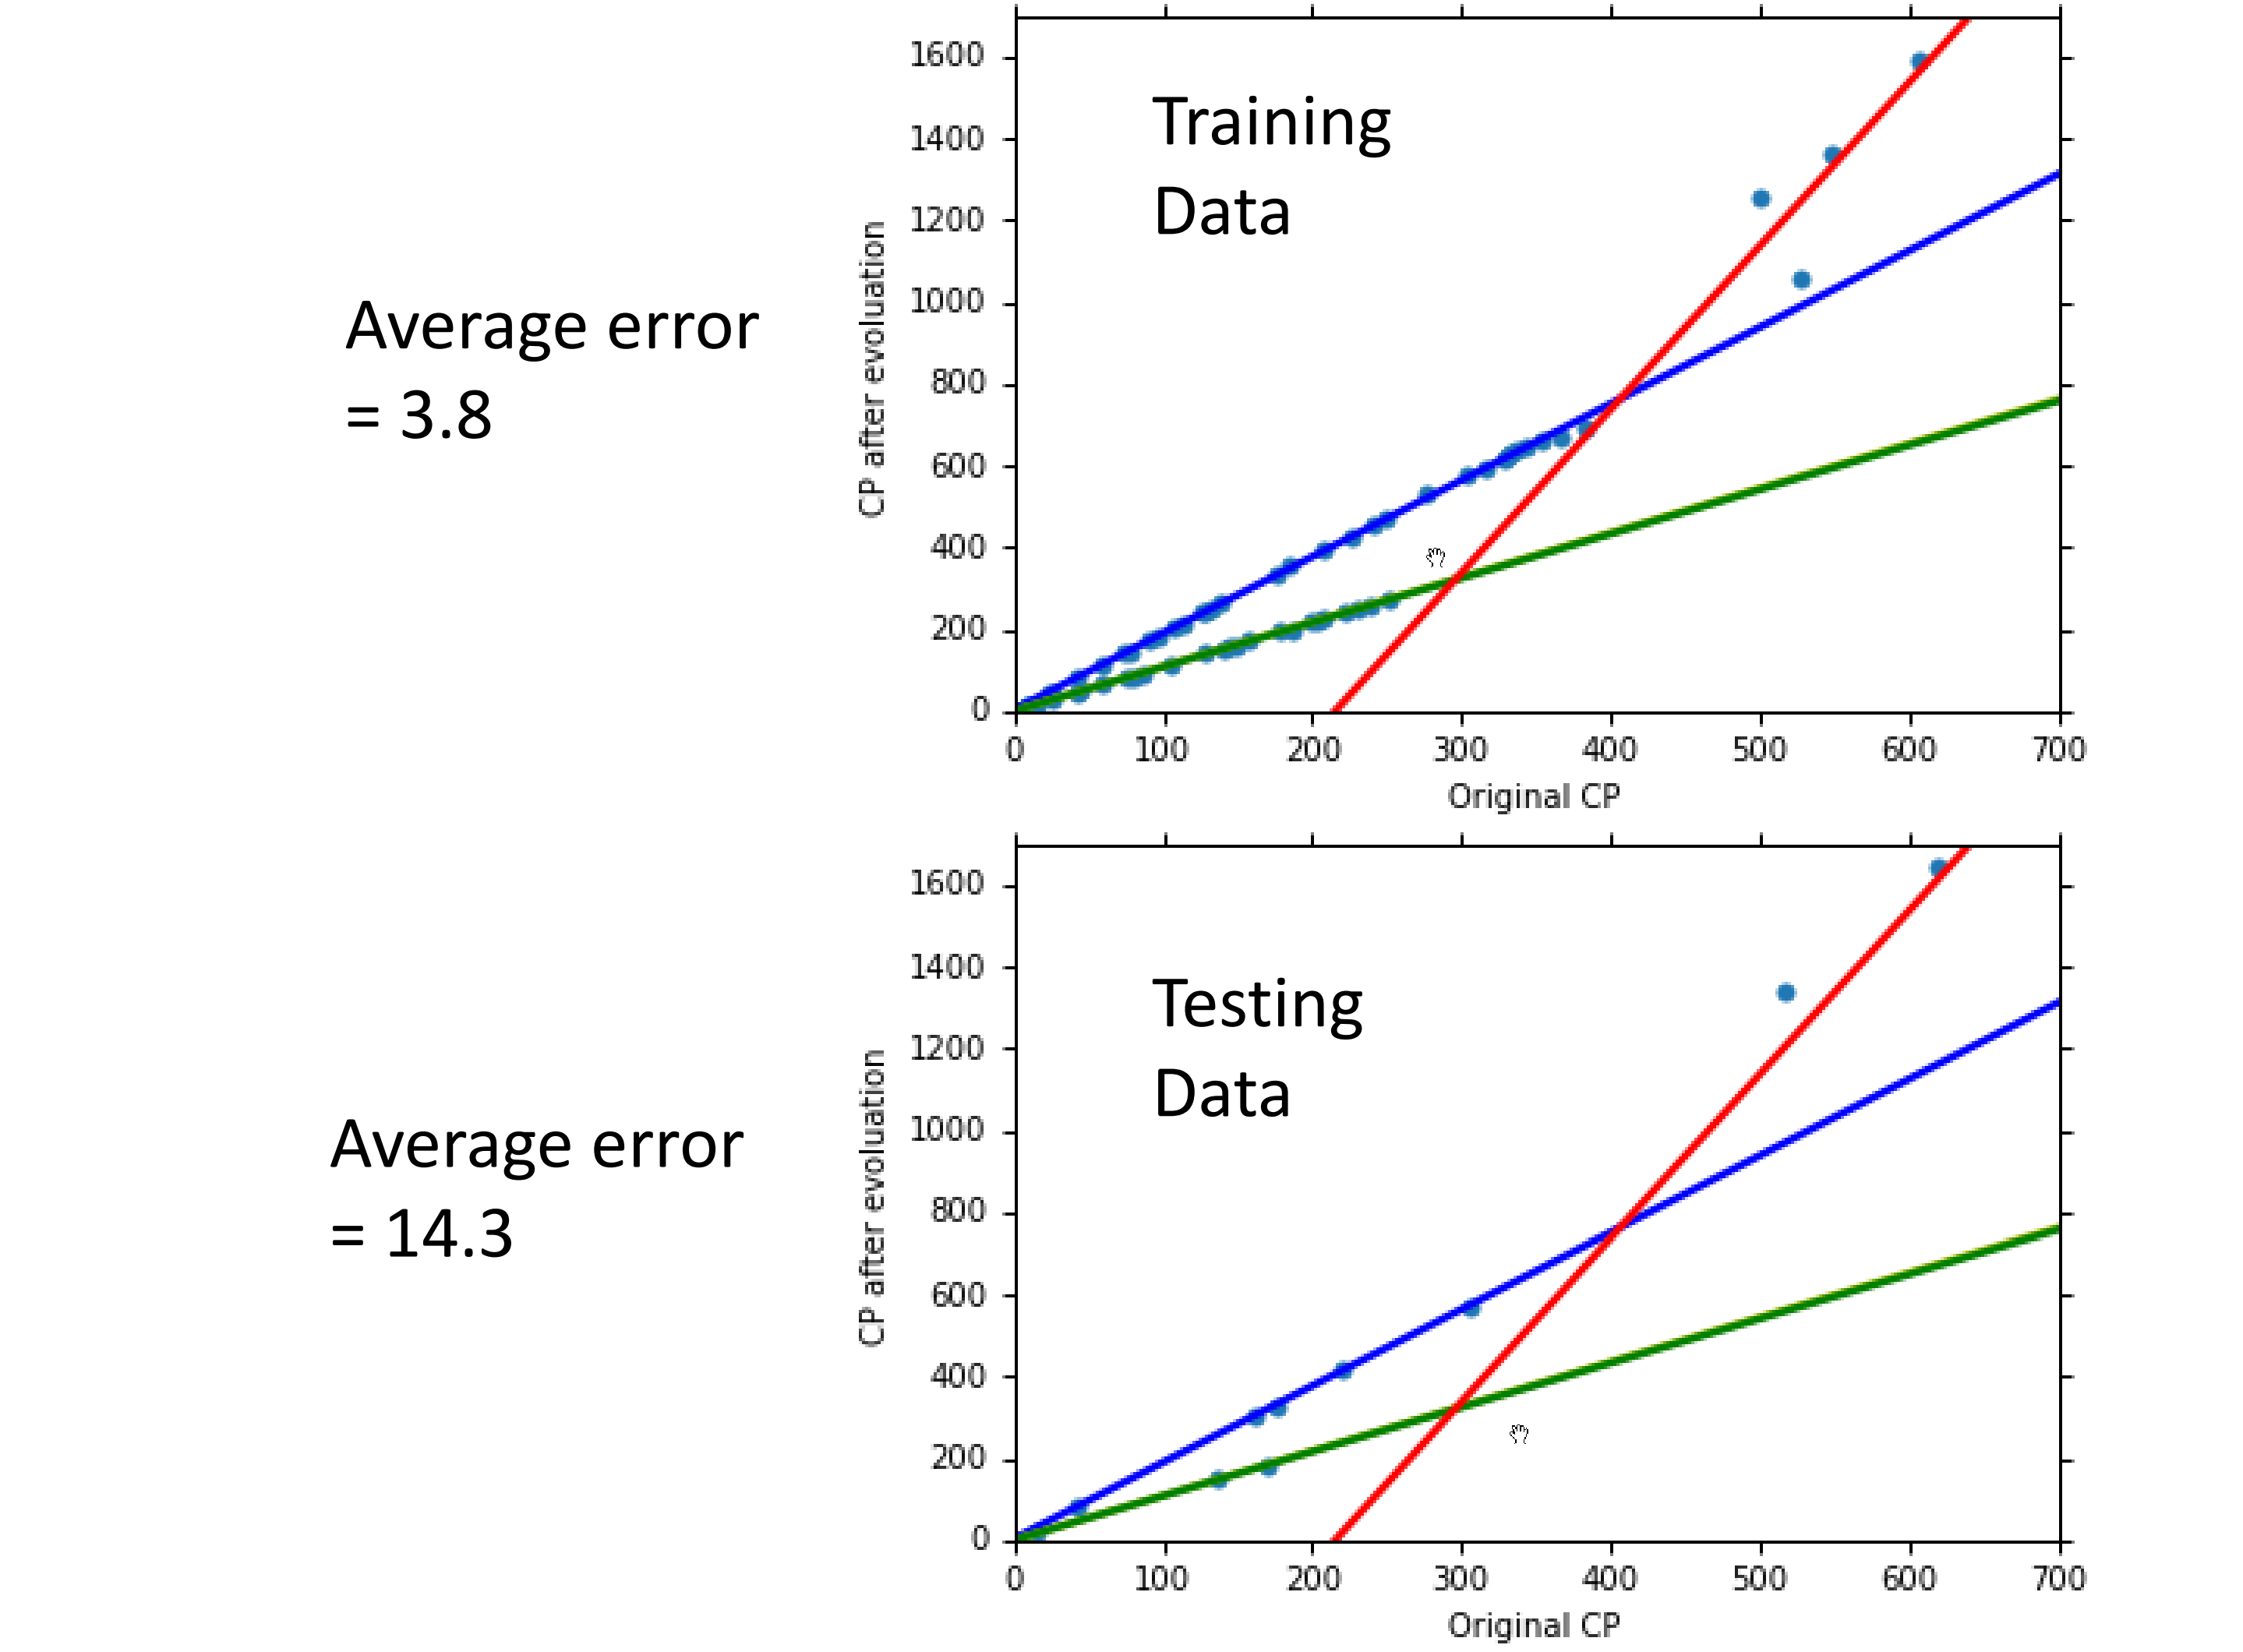 Average error
= 3.8
Training
Data
CP after evoluation
1600
1400
1200
1000
800
600
400
200
0
0 100 200 300 400 500 600 700
Original CP
Average error
= 14.3
Testing
Data
CP after evoluation
1600
1400
1200
1000
800
600
400
200
0
0 100 200 300 400 500 600 700
Original CP